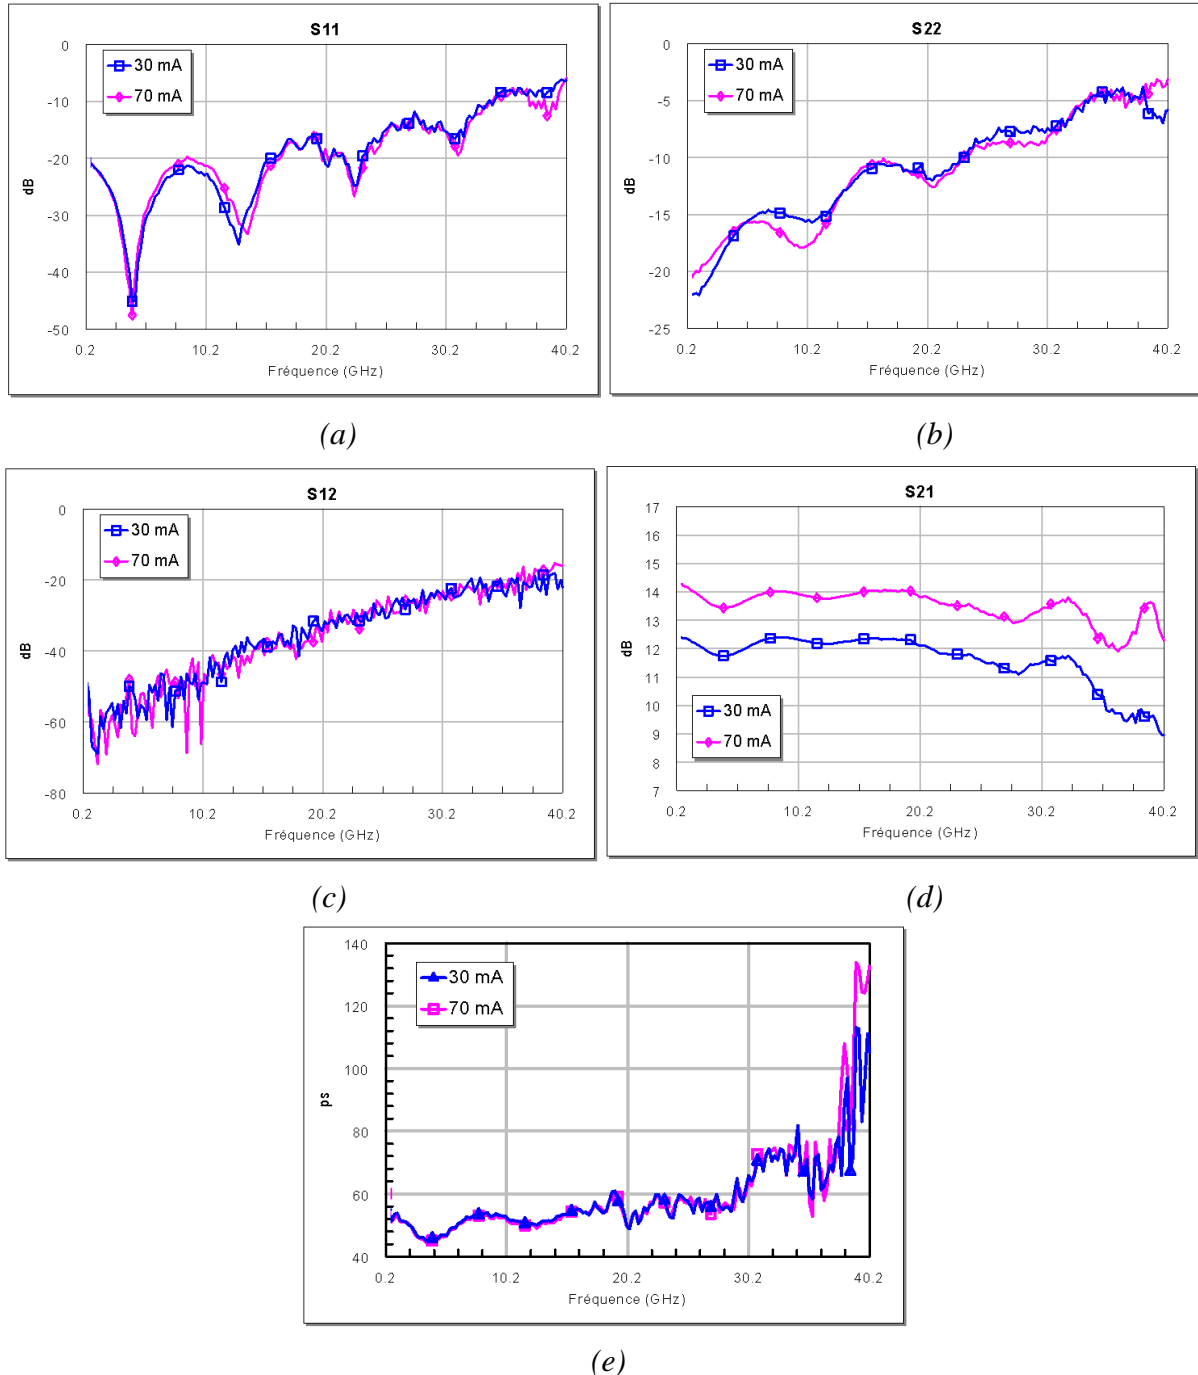 S11
0
-10
-20
-30
-40
-50
dB
30 mA
70 mA
0.2 10.2 20.2 30.2 40.2
Fréquence (GHz)
(a)
S22
0
-5
-10
-15
-20
-25
dB
30 mA
70 mA
0.2 10.2 20.2 30.2 40.2
Fréquence (GHz)
(b)
S12
0
-20
-40
-60
-80
dB
30 mA
70 mA
0.2 10.2 20.2 30.2 40.2
Fréquence (GHz)
(c)
S21
17
16
15
14
13
12
11
10
9
8
7
dB
30 mA
70 mA
0.2 10.2 20.2 30.2 40.2
Fréquence (GHz)
(d)
140
120
100
80
60
40
ps
30 mA
70 mA
0.2 10.2 20.2 30.2 40.2
Fréquence (GHz)
(e)